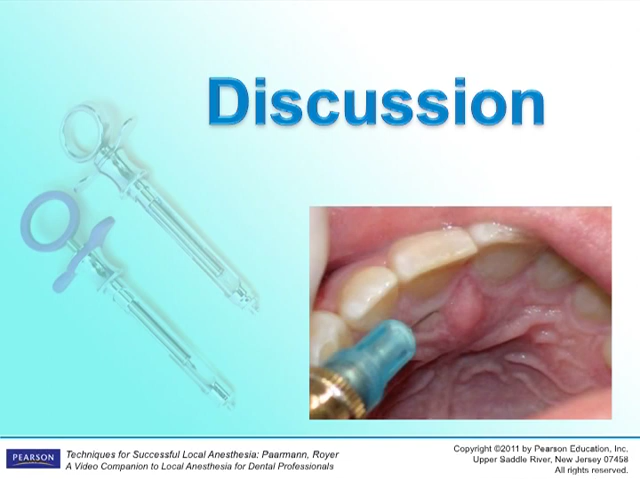 Discussion
PEARSON
Techniques for Successful Local Anesthesia: Paarmann, Royer
A Video Companion to Local Anesthesia for Dental Professionals
Copyright ©2011 by Pearson Education, Inc.
Upper Saddle River, New Jersey 07458
All rights reserved.